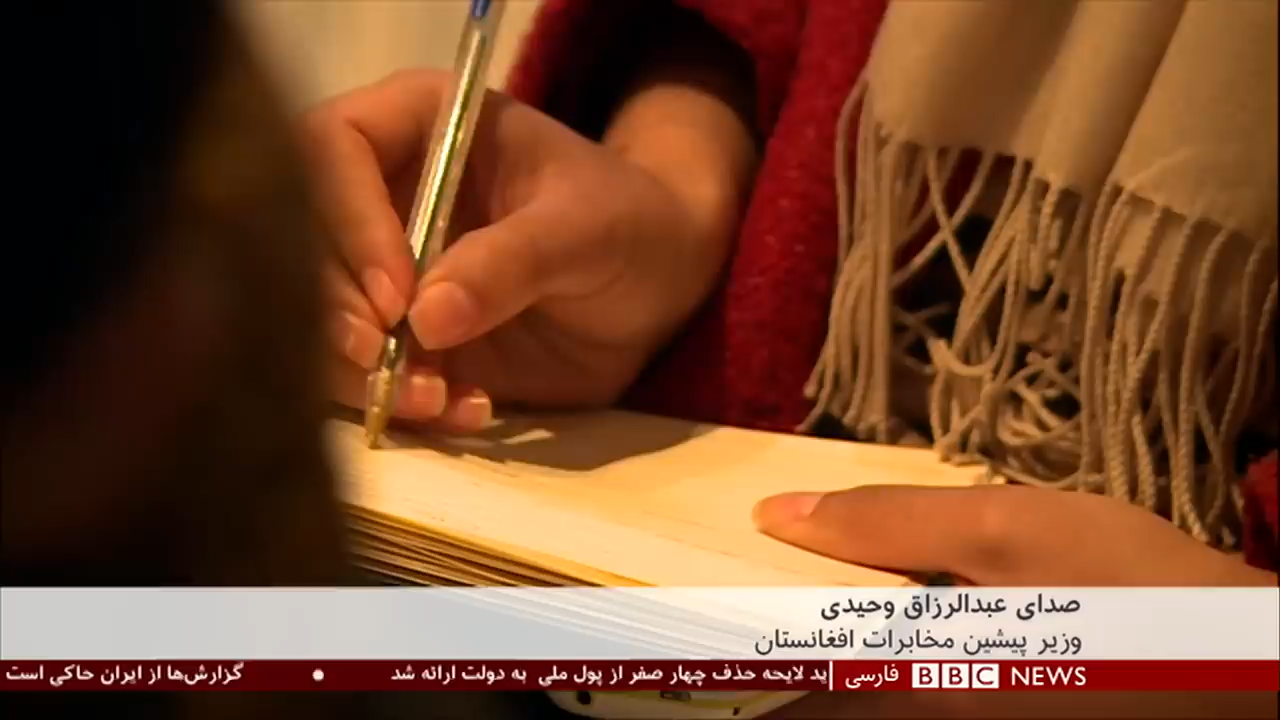 صدای عبدالرزاق وحیدی
وزیر پیشین مخابرات افغانستان
BBC NEWS فارسی
ید لایحه حذف چهار صفر از پول ملی به دولت ارائه شد • گزارش‌ها از ایران حاکی است